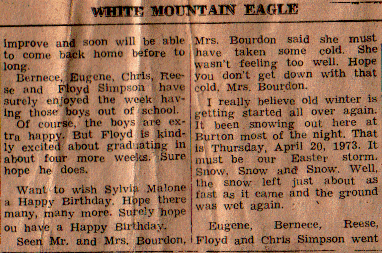 WHITE MOUNTAIN EAGLE
improve and soon will be able
to come back home before to
long.
Bernece, Eugene, Chris, Ree-
se and Floyd Simpson have
surely enjoyed the week hav-
ing those boys out of school.
Of course, the boys are ex-
tra happy. But Floyd is kind-
ly excited about graduating in
about four more weeks. Sure
hope he does.
Want to wish Sylvia Malone
a Happy Birthday. Hope there
many, many more. Surely hope
ou have a Happy Birthday.
Seen Mr. and Mrs. Bourdon,
Mrs. Bourdon said she must
have taken some cold. She
wasn't feeling too well. Hope
you don't get down with that
cold, Mrs. Bourdon.
I really believe old winter is
getting started all over again.
It been snowing out here at
Burton most of the night. That
is Thursday, April 20, 1973. It
must be our Easter storm.
Snow, Snow and Snow. Well,
the snow left just about as
fast as it came and the ground
was wet again.
Eugene, Bernece, Reese,
Floyd and Chris Simpson went